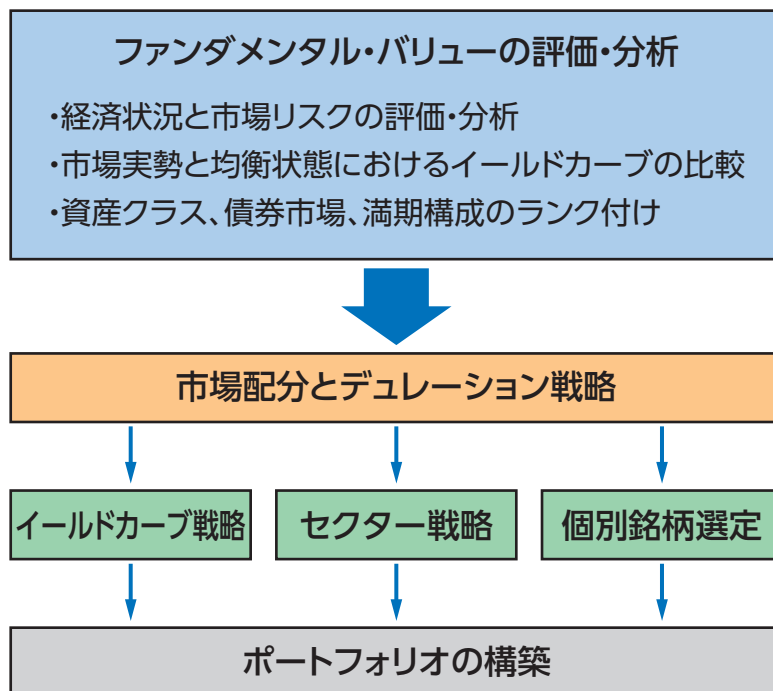 ファンダメンタル・バリューの評価・分析
・経済状況と市場リスクの評価・分析
・市場実勢と均衡状態におけるイールドカーブの比較
・資産クラス、債券市場、満期構成のランク付け
市場配分とデュレーション戦略
イールドカーブ戦略
セクター戦略
個別銘柄選定
ポートフォリオの構築